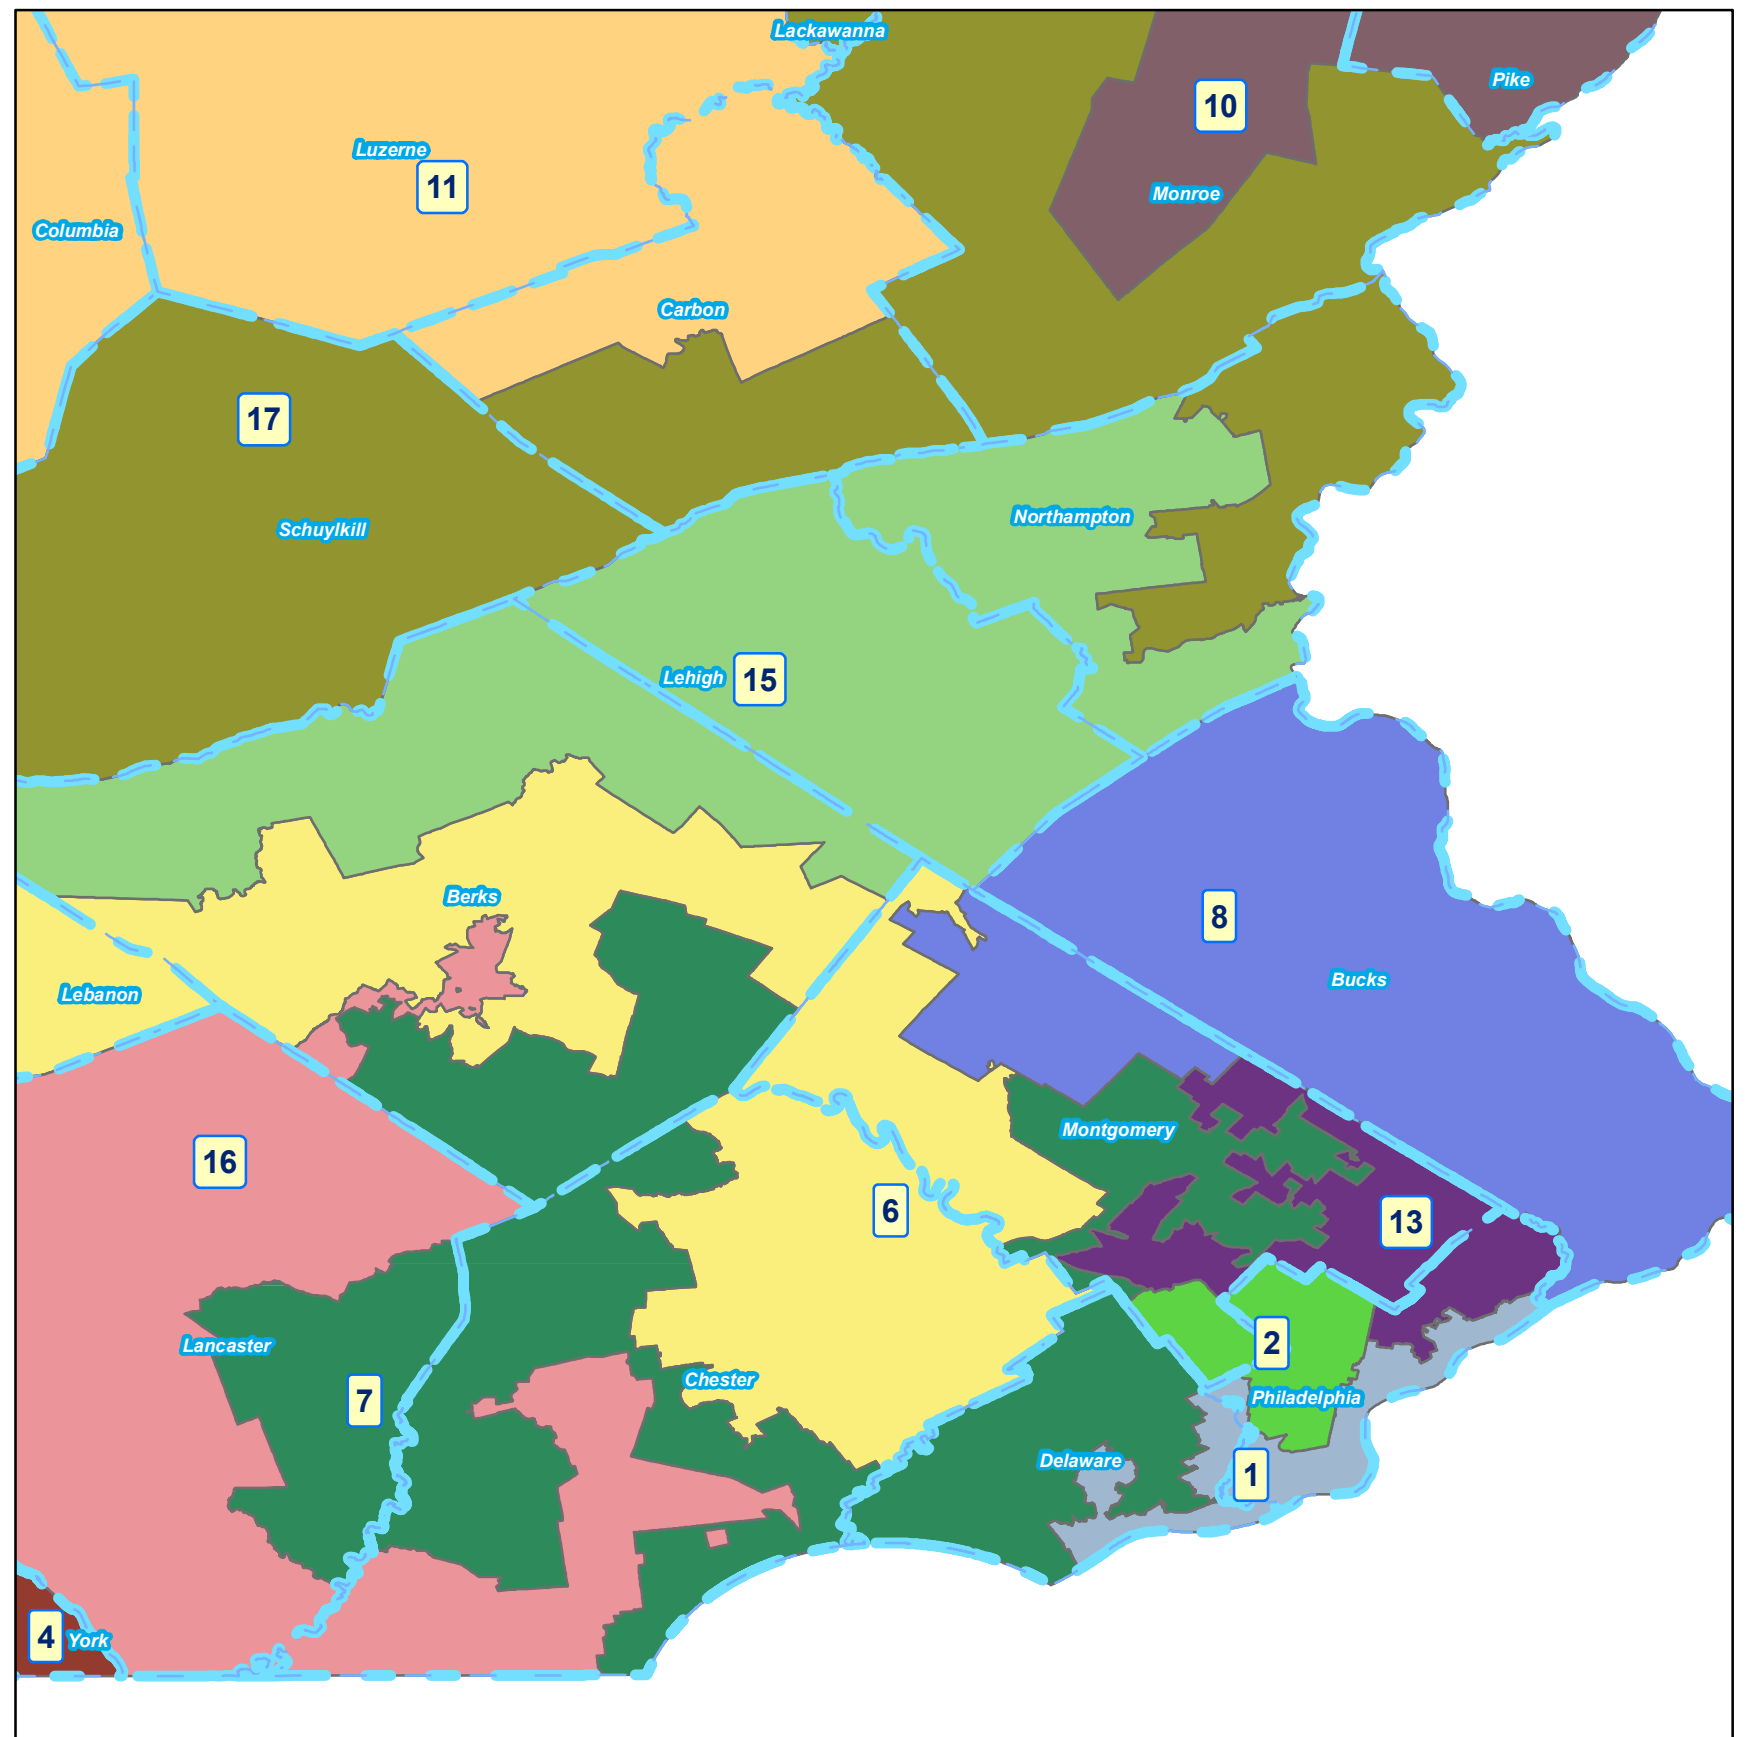 Lackawanna
Pike
10
Luzerne
11
Monroe
Columbia
Carbon
17
Schuylkill
Northampton
Lehigh
15
Berks
8
Bucks
Lebanon
Montgomery
16
6
13
Lancaster
2
Chester
7
Philadelphia
Delaware
1
4
York